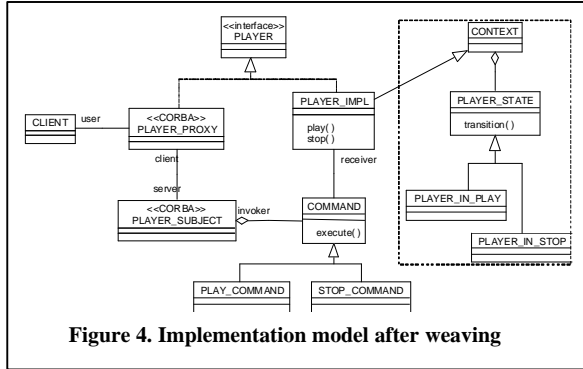 <<interface>>
PLAYER
CONTEXT
CLIENT
user
<<CORBA>>
PLAYER_PROXY
client
PLAYER_IMPL
play()
stop()
receiver
PLAYER_STATE
transition()
server
<<CORBA>>
PLAYER_SUBJECT
invoker
COMMAND
execute()
PLAYER_IN_PLAY
PLAYER_IN_STOP
PLAY_COMMAND
STOP_COMMAND
Figure 4. Implementation model after weaving